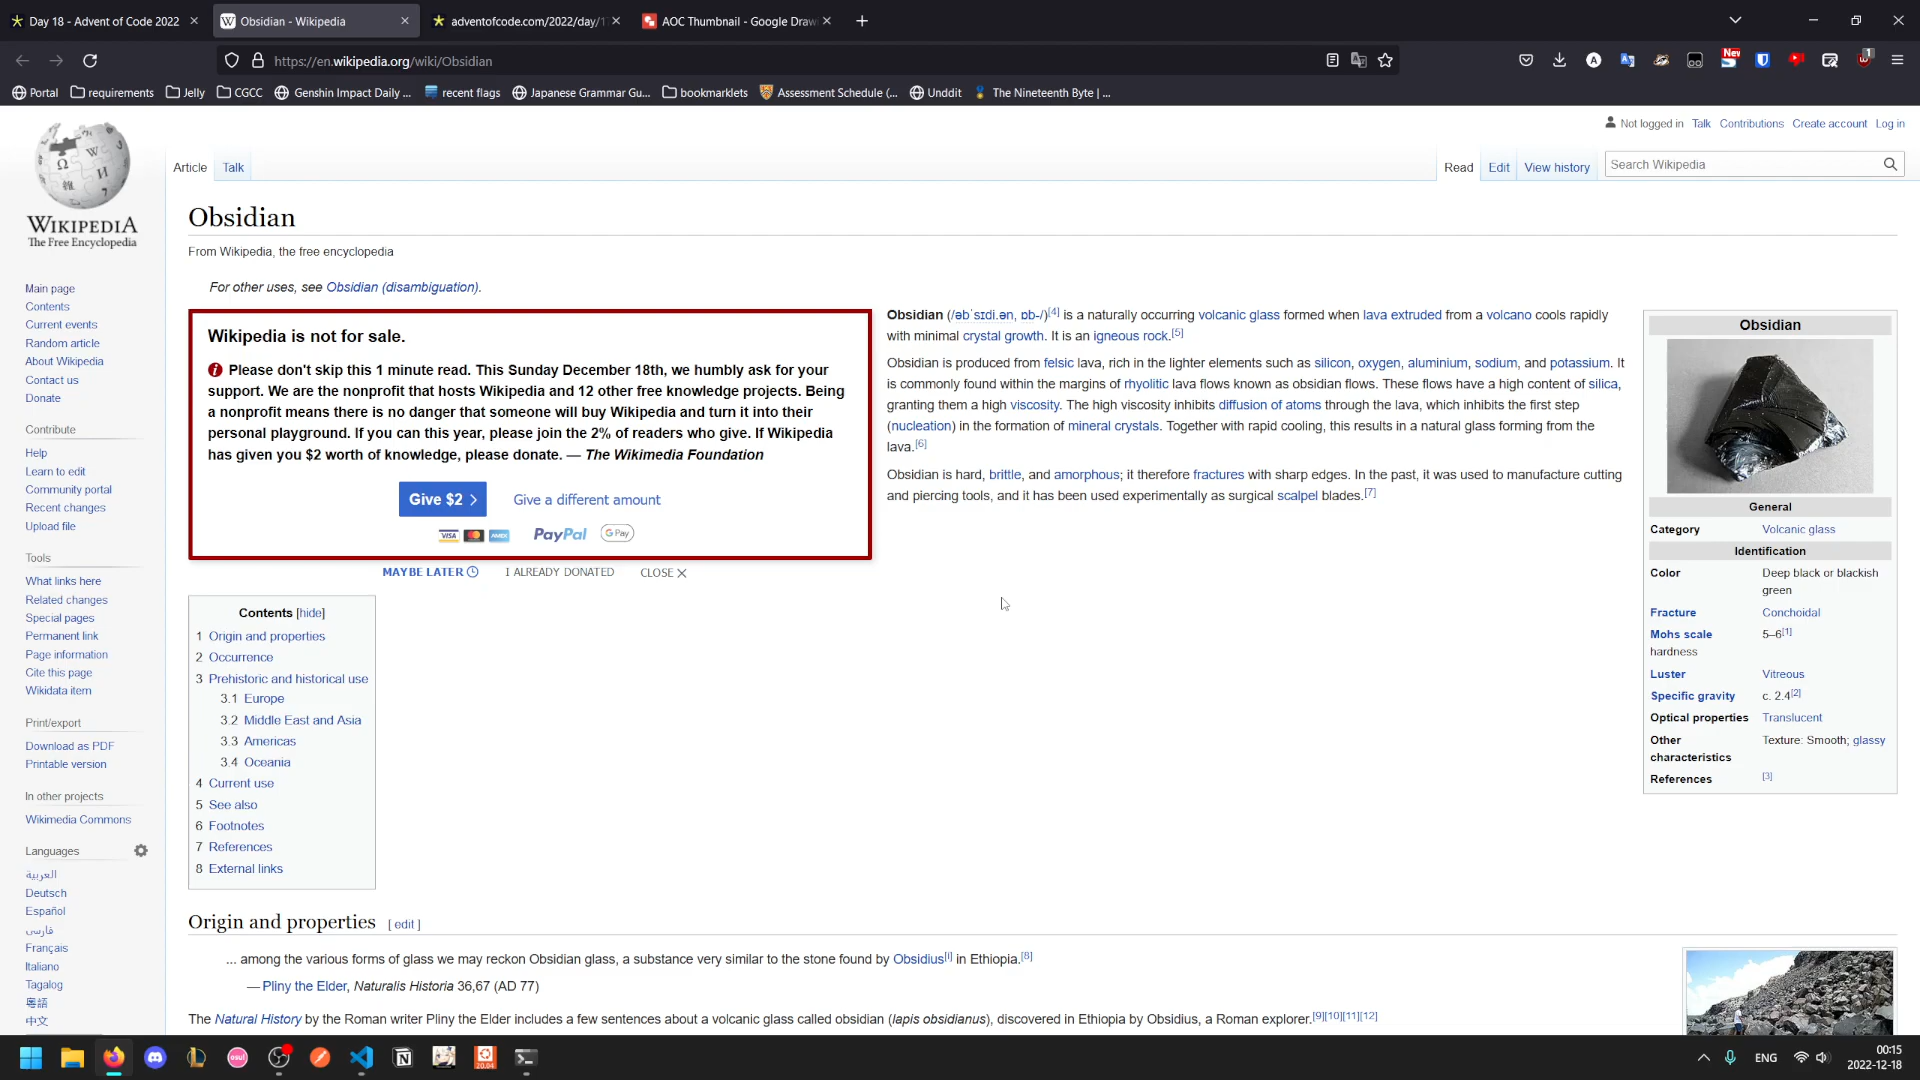 Day 18 - Advent of Code 2022
Obsidian - Wikipedia
adventofcode.com/2022/day/1
AOC Thumbnail - Google Draw
https://en.wikipedia.org/wiki/Obsidian
New
1
Portal
requirements
Jelly
CGCC
Genshin Impact Daily ...
recent flags
Japanese Grammar Gu...
bookmarklets
Assessment Schedule (...
Unddit
The Nineteenth Byte | ...
Not logged in Talk Contributions Create account Log in
Article Talk
Read Edit View history Search Wikipedia
WIKIPEDIA
The Free Encyclopedia
Main page
Contents
Current events
Random article
About Wikipedia
Contact us
Donate
Contribute
Help
Learn to edit
Community portal
Recent changes
Upload file
Tools
What links here
Related changes
Special pages
Permanent link
Page information
Cite this page
Wikidata item
Print/export
Download as PDF
Printable version
In other projects
Wikimedia Commons
Languages
العربية
Deutsch
Español
فارسی
Français
Italiano
Tagalog
粵語
中文
Obsidian
From Wikipedia, the free encyclopedia
For other uses, see Obsidian (disambiguation).
Wikipedia is not for sale.
Please don't skip this 1 minute read. This Sunday December 18th, we humbly ask for your
support. We are the nonprofit that hosts Wikipedia and 12 other free knowledge projects. Being
a nonprofit means there is no danger that someone will buy Wikipedia and turn it into their
personal playground. If you can this year, please join the 2% of readers who give. If Wikipedia
has given you $2 worth of knowledge, please donate. — The Wikimedia Foundation
Give $2 Give a different amount
VISA AMEX PayPal G Pay
MAYBE LATER I ALREADY DONATED CLOSE
Obsidian (/əbˈsɪdi.ən, ɒb-/)[4] is a naturally occurring volcanic glass formed when lava extruded from a volcano cools rapidly
with minimal crystal growth. It is an igneous rock.[5]
Obsidian is produced from felsic lava, rich in the lighter elements such as silicon, oxygen, aluminium, sodium, and potassium. It
is commonly found within the margins of rhyolitic lava flows known as obsidian flows. These flows have a high content of silica,
granting them a high viscosity. The high viscosity inhibits diffusion of atoms through the lava, which inhibits the first step
(nucleation) in the formation of mineral crystals. Together with rapid cooling, this results in a natural glass forming from the
lava.[6]
Obsidian is hard, brittle, and amorphous; it therefore fractures with sharp edges. In the past, it was used to manufacture cutting
and piercing tools, and it has been used experimentally as surgical scalpel blades.[7]
Obsidian
General
Category Volcanic glass
Identification
Color Deep black or blackish
green
Fracture Conchoidal
Mohs scale 5–6[1]
hardness
Luster Vitreous
Specific gravity c. 2.4[2]
Optical properties Translucent
Other Texture: Smooth; glassy
characteristics
References [3]
Contents [hide]
1 Origin and properties
2 Occurrence
3 Prehistoric and historical use
3.1 Europe
3.2 Middle East and Asia
3.3 Americas
3.4 Oceania
4 Current use
5 See also
6 Footnotes
7 References
8 External links
Origin and properties [ edit ]
... among the various forms of glass we may reckon Obsidian glass, a substance very similar to the stone found by Obsidius[i] in Ethiopia.[8]
— Pliny the Elder, Naturalis Historia 36,67 (AD 77)
The Natural History by the Roman writer Pliny the Elder includes a few sentences about a volcanic glass called obsidian (lapis obsidianus), discovered in Ethiopia by Obsidius, a Roman explorer.[9][10][11][12]
osu!
20.04
ENG
00:15
2022-12-18